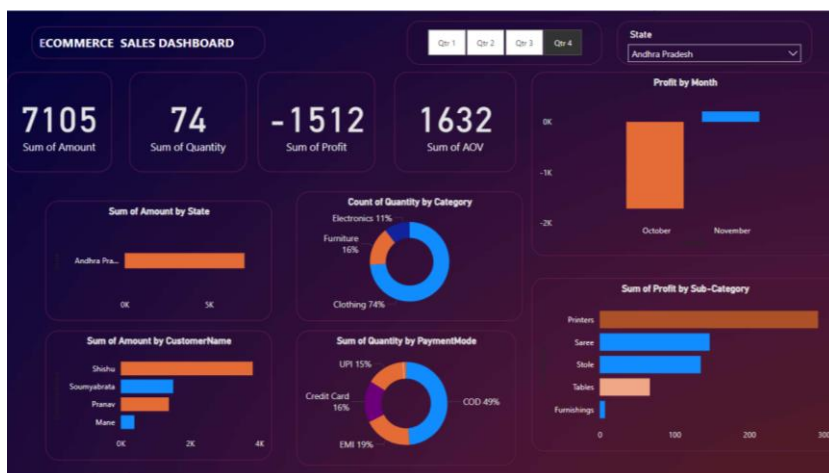 ECOMMERCE SALES DASHBOARD
Qtr 1
Qtr 2
Qtr 3
Qtr 4
State
Andhra Pradesh
7105
Sum of Amount
74
Sum of Quantity
-1512
Sum of Profit
1632
Sum of AOV
Profit by Month
0K
-1K
-2K
October
November
Sum of Amount by State
Andhra Pra...
0K
5K
Count of Quantity by Category
Electronics 11%
Furniture
16%
Clothing 74%
Sum of Amount by CustomerName
Shishu
Soumyabrata
Pranav
Mane
0K
2K
4K
Sum of Quantity by PaymentMode
UPI 15%
Credit Card
16%
COD 49%
EMI 19%
Sum of Profit by Sub-Category
Printers
Saree
Stole
Tables
Furnishings
0
100
200
300